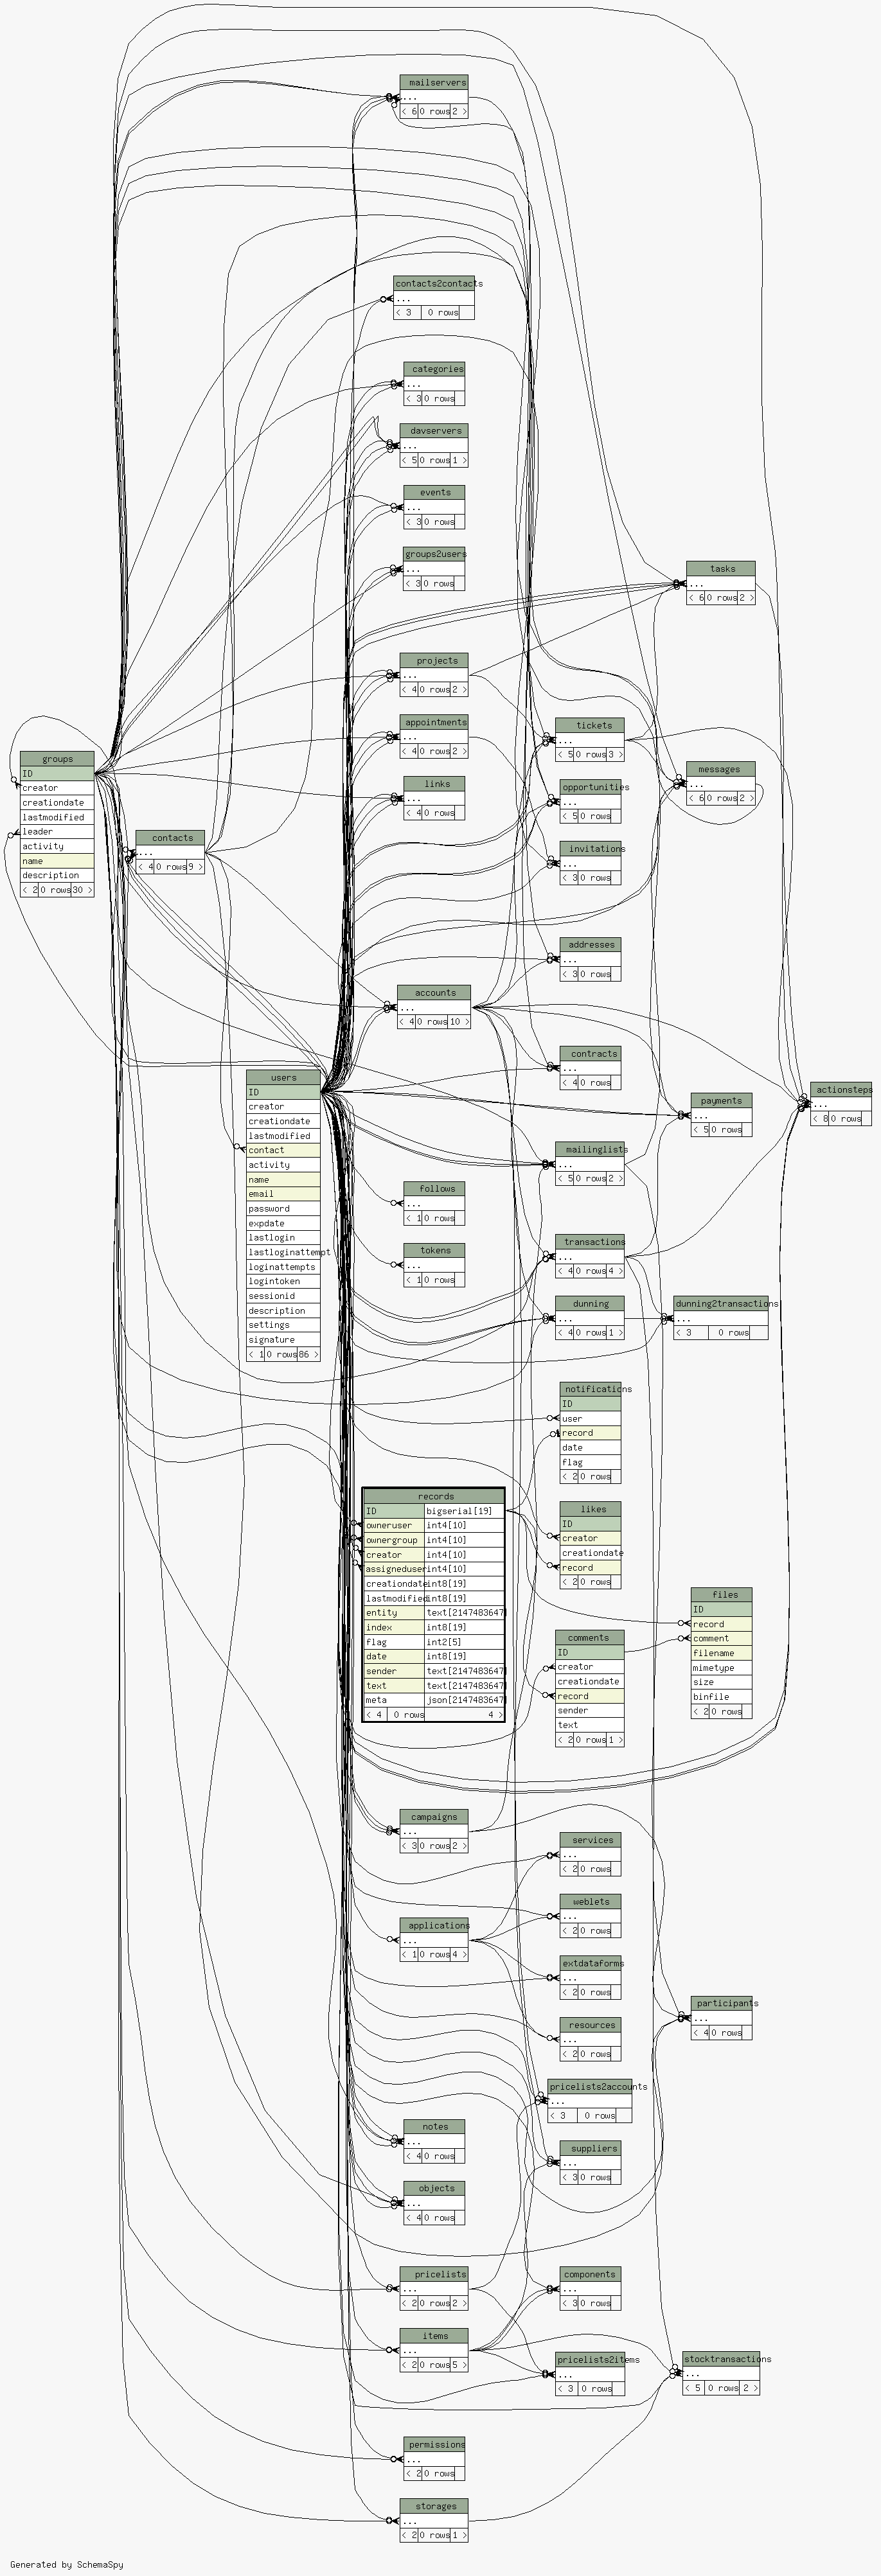 mailservers
...
< 6 0 rows 2 >
contacts2contacts
...
< 3 0 rows
categories
...
< 3 0 rows
davservers
...
< 5 0 rows 1 >
events
...
< 3 0 rows
groups2users
...
< 3 0 rows
tasks
...
< 6 0 rows 2 >
projects
...
< 4 0 rows 2 >
appointments
...
< 4 0 rows 2 >
links
...
< 4 0 rows
tickets
...
< 5 0 rows 3 >
opportunities
...
< 5 0 rows
invitations
...
< 3 0 rows
messages
...
< 6 0 rows 2 >
groups
ID
creator
creationdate
lastmodified
leader
activity
name
description
< 2 0 rows 30 >
contacts
...
< 4 0 rows 9 >
addresses
...
< 3 0 rows
accounts
...
< 4 0 rows 10 >
contracts
...
< 4 0 rows
payments
...
< 5 0 rows
actionsteps
...
< 8 0 rows
users
ID
creator
creationdate
lastmodified
contact
activity
name
email
password
expdate
lastlogin
lastloginattempt
loginattempts
logintoken
sessionid
description
settings
signature
< 1 0 rows 86 >
mailinglists
...
< 5 0 rows 2 >
follows
...
< 1 0 rows
tokens
...
< 1 0 rows
transactions
...
< 4 0 rows 4 >
dunning
...
< 4 0 rows 1 >
dunning2transactions
...
< 3 0 rows
notifications
ID
user
record
date
flag
< 2 0 rows
records
ID bigserial[19]
owneruser int4[10]
ownergroup int4[10]
creator int4[10]
assigneduser int4[10]
creationdate int8[19]
lastmodified int8[19]
entity text[2147483647]
index int8[19]
flag int2[5]
date int8[19]
sender text[2147483647]
text text[2147483647]
meta json[2147483647]
< 4 0 rows 4 >
likes
ID
creator
creationdate
record
< 2 0 rows
files
ID
record
comment
filename
mimetype
size
binfile
< 2 0 rows
comments
ID
creator
creationdate
record
sender
text
< 2 0 rows 1 >
campaigns
...
< 3 0 rows 2 >
services
...
< 2 0 rows
weblets
...
< 2 0 rows
applications
...
< 1 0 rows 4 >
extdataforms
...
< 2 0 rows
resources
...
< 2 0 rows
participants
...
< 4 0 rows
pricelists2accounts
...
< 3 0 rows
notes
...
< 4 0 rows
suppliers
...
< 3 0 rows
objects
...
< 4 0 rows
pricelists
...
< 2 0 rows 2 >
components
...
< 3 0 rows
items
...
< 2 0 rows 5 >
pricelists2items
...
< 3 0 rows
stocktransactions
...
< 5 0 rows 2 >
permissions
...
< 2 0 rows
storages
...
< 2 0 rows 1 >
Generated by SchemaSpy